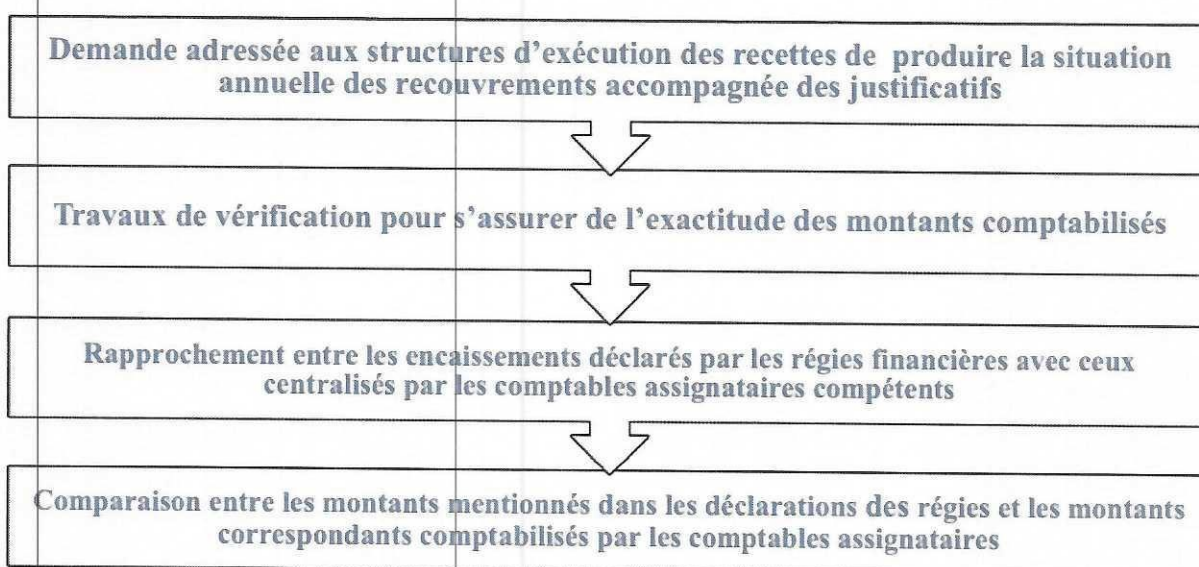 Demande adressée aux structures d’exécution des recettes de produire la situation
annuelle des recouvrements accompagnée des justificatifs
Travaux de vérification pour s’assurer de l’exactitude des montants comptabilisés
Rapprochement entre les encaissements déclarés par les régies financières avec ceux
centralisés par les comptables assignataires compétents
Comparaison entre les montants mentionnés dans les déclarations des régies et les montants
correspondants comptabilisés par les comptables assignataires